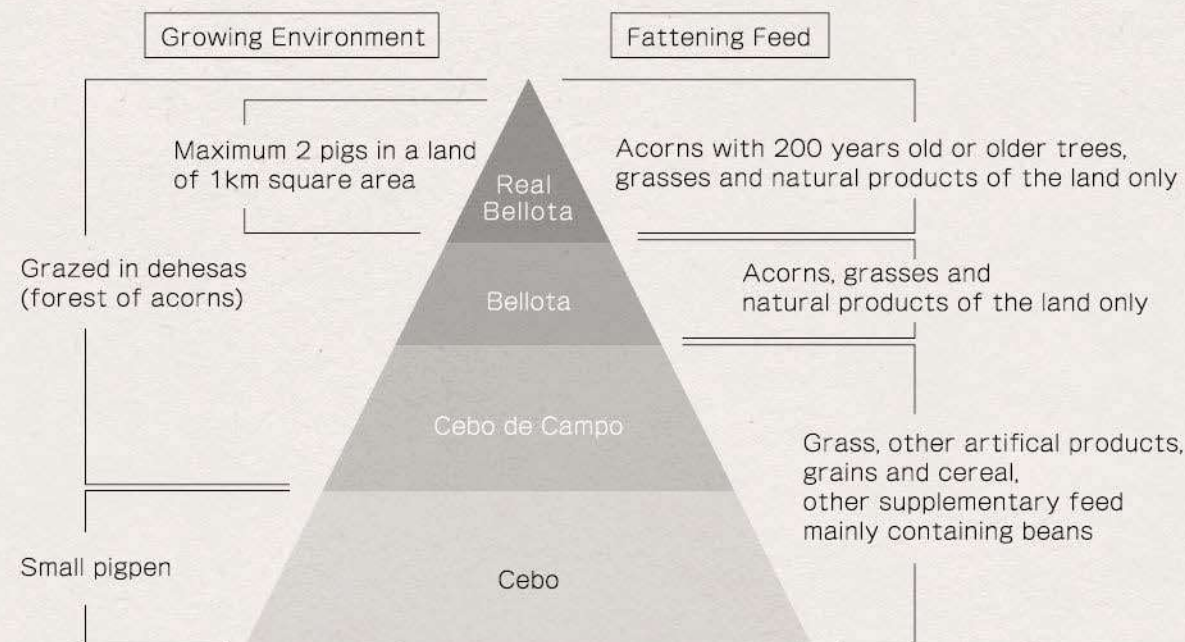 Growing Environment
Fattening Feed
Maximum 2 pigs in a land
of 1km square area
Acorns with 200 years old or older trees,
grasses and natural products of the land only
Real
Bellota
Grazed in dehesas
(forest of acorns)
Acorns, grasses and
natural products of the land only
Bellota
Cebo de Campo
Grass, other artifical products,
grains and cereal,
other supplementary feed
mainly containing beans
Small pigpen
Cebo